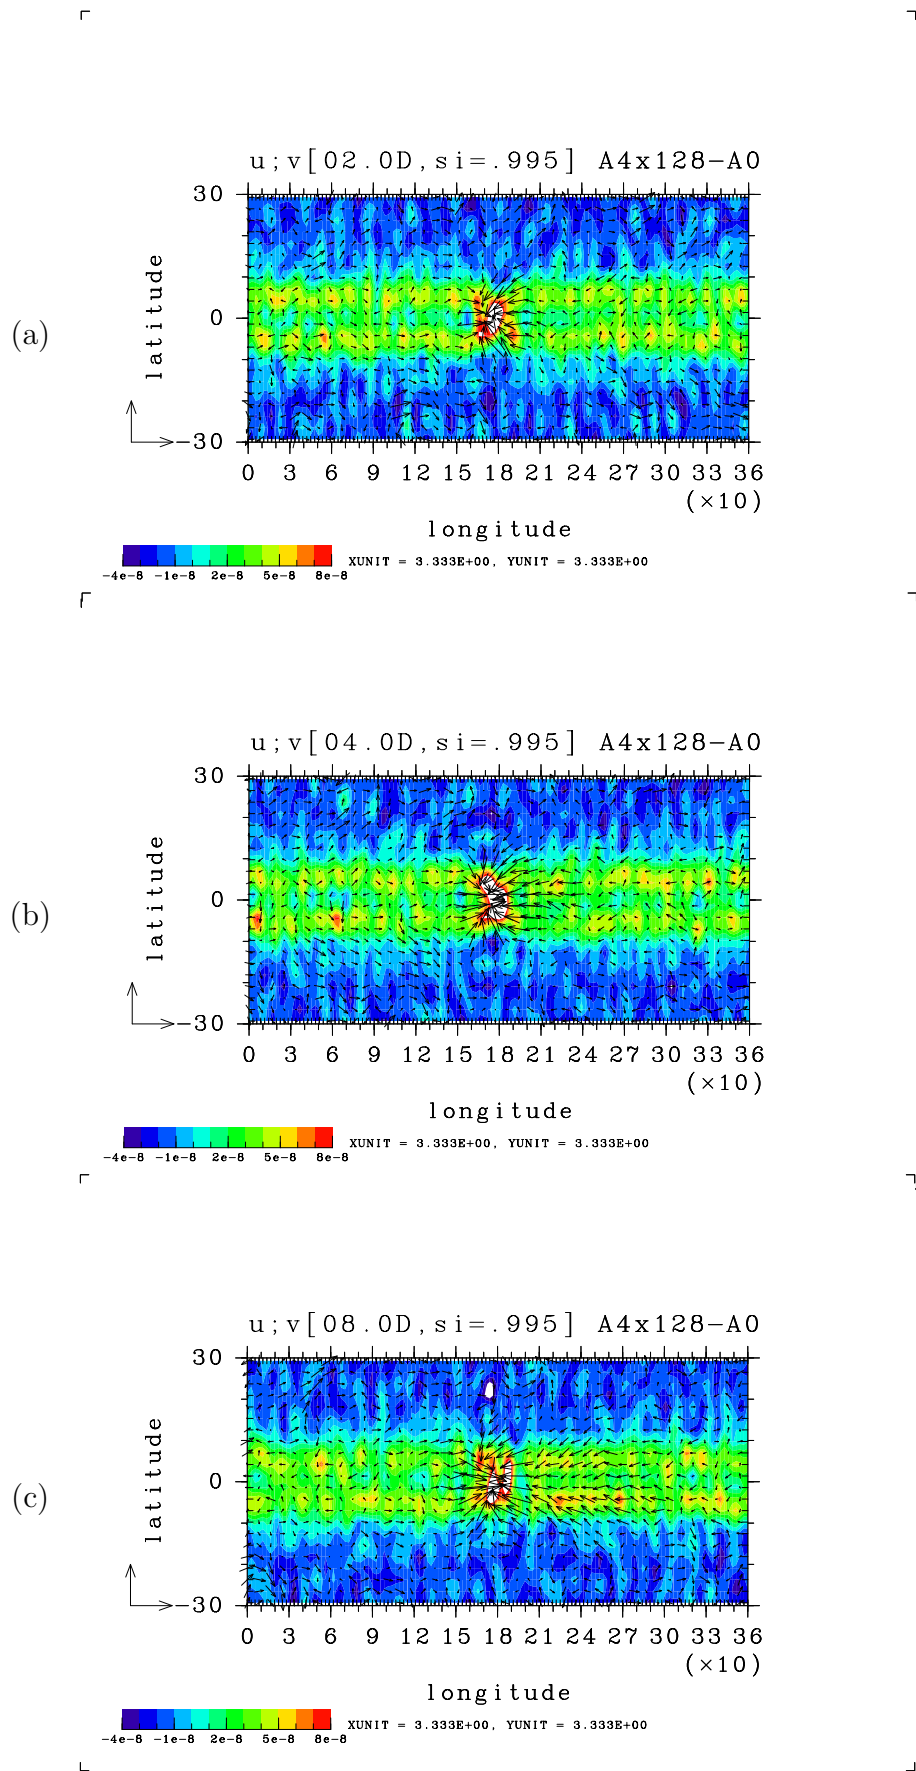 u;v[02.0D,si=.995] A4x128-A0
30
0
-30
latitude
(a)
0 3 6 9 12 15 18 21 24 27 30 33 36
(×10)
longitude
-4e-8 -1e-8 2e-8 5e-8 8e-8
XUNIT = 3.333E+00, YUNIT = 3.333E+00
u;v[04.0D,si=.995] A4x128-A0
30
0
-30
latitude
(b)
0 3 6 9 12 15 18 21 24 27 30 33 36
(×10)
longitude
-4e-8 -1e-8 2e-8 5e-8 8e-8
XUNIT = 3.333E+00, YUNIT = 3.333E+00
u;v[08.0D,si=.995] A4x128-A0
30
0
-30
latitude
(c)
0 3 6 9 12 15 18 21 24 27 30 33 36
(×10)
longitude
-4e-8 -1e-8 2e-8 5e-8 8e-8
XUNIT = 3.333E+00, YUNIT = 3.333E+00